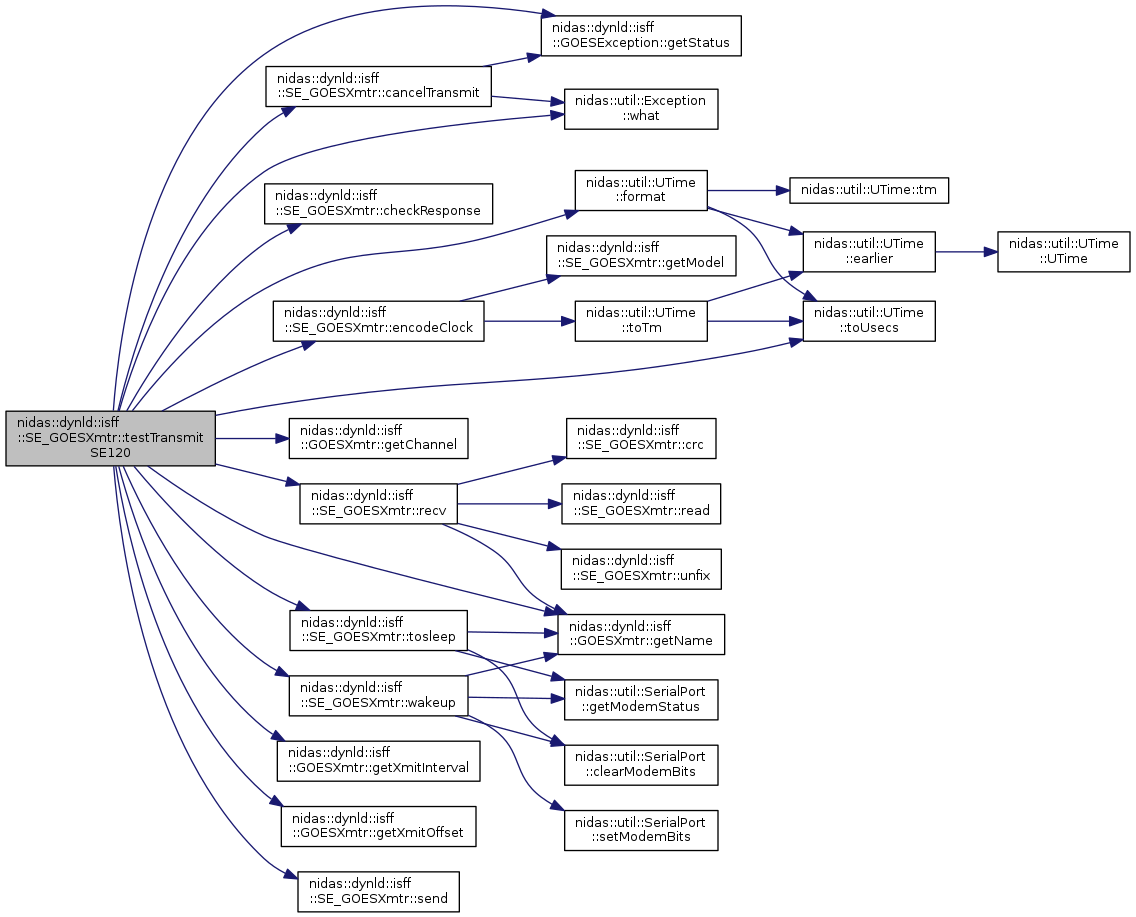 nidas::dynld::isff
::GOESException::getStatus
nidas::dynld::isff
::SE_GOESXmtr::cancelTransmit
nidas::util::Exception
::what
nidas::util::UTime
::format
nidas::util::UTime::tm
nidas::dynld::isff
::SE_GOESXmtr::checkResponse
nidas::dynld::isff
::SE_GOESXmtr::getModel
nidas::util::UTime
::earlier
nidas::util::UTime
::UTime
nidas::dynld::isff
::SE_GOESXmtr::encodeClock
nidas::util::UTime
::toTm
nidas::util::UTime
::toUsecs
nidas::dynld::isff
::SE_GOESXmtr::testTransmit
SE120
nidas::dynld::isff
::GOESXmtr::getChannel
nidas::dynld::isff
::SE_GOESXmtr::crc
nidas::dynld::isff
::SE_GOESXmtr::recv
nidas::dynld::isff
::SE_GOESXmtr::read
nidas::dynld::isff
::SE_GOESXmtr::unfix
nidas::dynld::isff
::SE_GOESXmtr::tosleep
nidas::dynld::isff
::GOESXmtr::getName
nidas::dynld::isff
::SE_GOESXmtr::wakeup
nidas::util::SerialPort
::getModemStatus
nidas::dynld::isff
::GOESXmtr::getXmitInterval
nidas::util::SerialPort
::clearModemBits
nidas::dynld::isff
::GOESXmtr::getXmitOffset
nidas::util::SerialPort
::setModemBits
nidas::dynld::isff
::SE_GOESXmtr::send